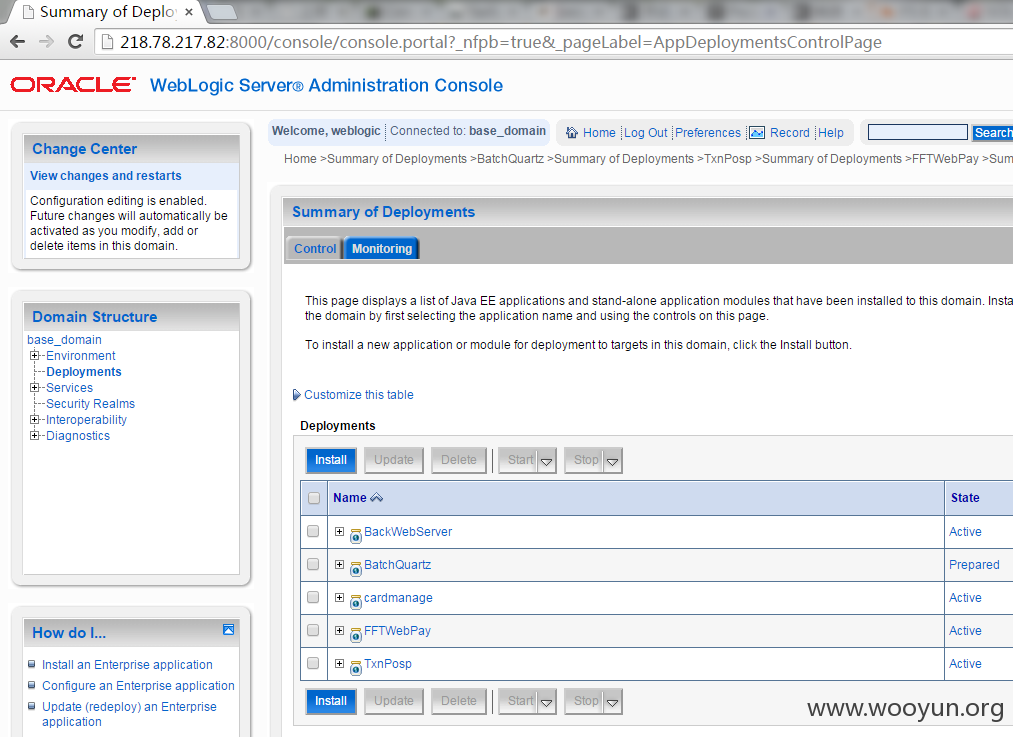 Summary of Deploy
218.78.217.82:8000/console/console.portal?_nfpb=true&_pageLabel=AppDeploymentsControlPage
ORACLE WebLogic Server® Administration Console
Change Center
View changes and restarts
Configuration editing is enabled.
Future changes will automatically be
activated as you modify, add or
delete items in this domain.
Domain Structure
base_domain
Environment
Deployments
Services
Security Realms
Interoperability
Diagnostics
How do I...
Install an Enterprise application
Configure an Enterprise application
Update (redeploy) an Enterprise
application
Welcome, weblogic Connected to: base_domain Home Log Out Preferences Record Help Search
Home >Summary of Deployments >BatchQuartz >Summary of Deployments >TxnPosp >Summary of Deployments >FFTWebPay >Sum
Summary of Deployments
Control Monitoring
This page displays a list of Java EE applications and stand-alone application modules that have been installed to this domain. Insta
the domain by first selecting the application name and using the controls on this page.
To install a new application or module for deployment to targets in this domain, click the Install button.
Customize this table
Deployments
Install Update Delete Start Stop
Name State
BackWebServer Active
BatchQuartz Prepared
cardmanage Active
FFTWebPay Active
TxnPosp Active
Install Update Delete Start Stop
www.wooyun.org